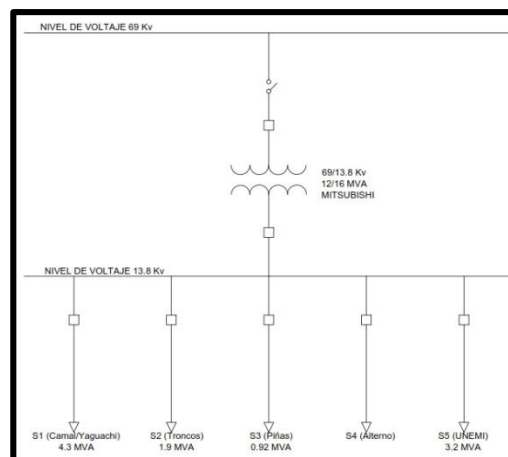 NIVEL DE VOLTAJE 69 Kv
69/13.8 Kv
12/16 MVA
MITSUBISHI
NIVEL DE VOLTAJE 13.8 Kv
S1 (Camal/Yaguachi) S2 (Troncos) S3 (Piñas) S4 (Alterno) S5 (UNEMI)
4.3 MVA 1.9 MVA 0.92 MVA 3.2 MVA